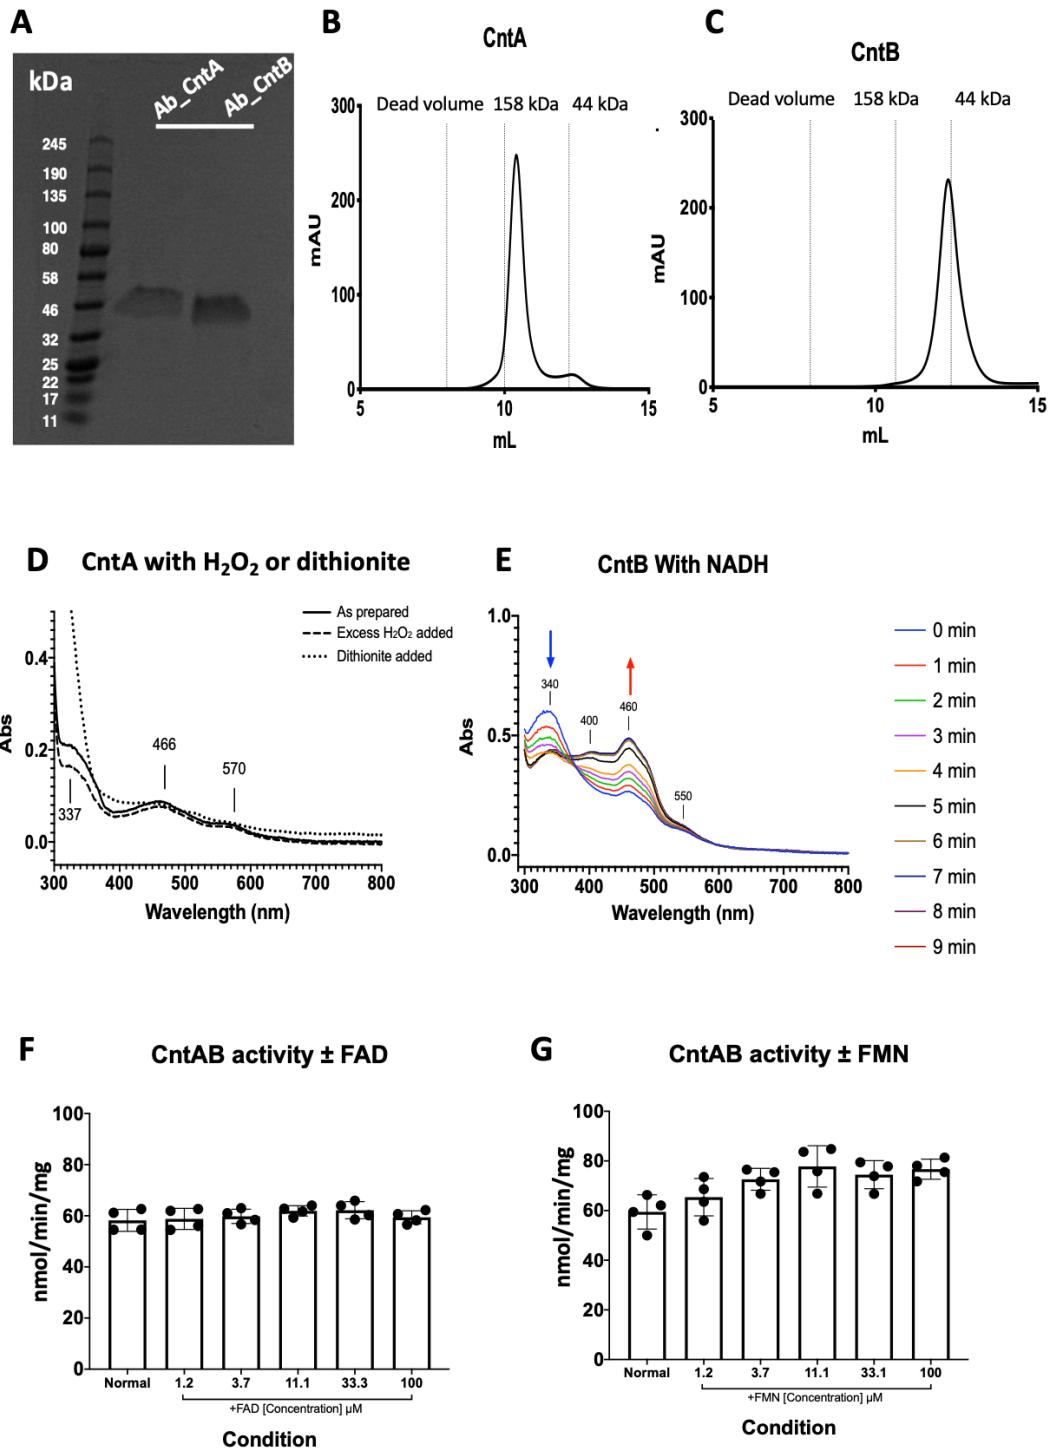 A
kDa
Ab_CntA
Ab_CntB
245
190
135
100
80
58
46
32
25
22
17
11
B
CntA
Dead volume 158 kDa 44 kDa
300
200
100
0
mAU
5 10 15
mL
C
CntB
Dead volume 158 kDa 44 kDa
300
200
100
0
mAU
5 10 15
mL
D
CntA with H₂O₂ or dithionite
As prepared
Excess H₂O₂ added
Dithionite added
0.4
0.2
0.0
Abs
337
466
570
300 400 500 600 700 800
Wavelength (nm)
E
CntB With NADH
1.0
0.5
0.0
Abs
340
400
460
550
300 400 500 600 700 800
Wavelength (nm)
0 min
1 min
2 min
3 min
4 min
5 min
6 min
7 min
8 min
9 min
F
CntAB activity ± FAD
100
80
60
40
20
0
nmol/min/mg
Normal 1.2 3.7 11.1 33.3 100
+FAD [Concentration] µM
Condition
G
CntAB activity ± FMN
100
80
60
40
20
0
nmol/min/mg
Normal 1.2 3.7 11.1 33.1 100
+FMN [Concentration] µM
Condition